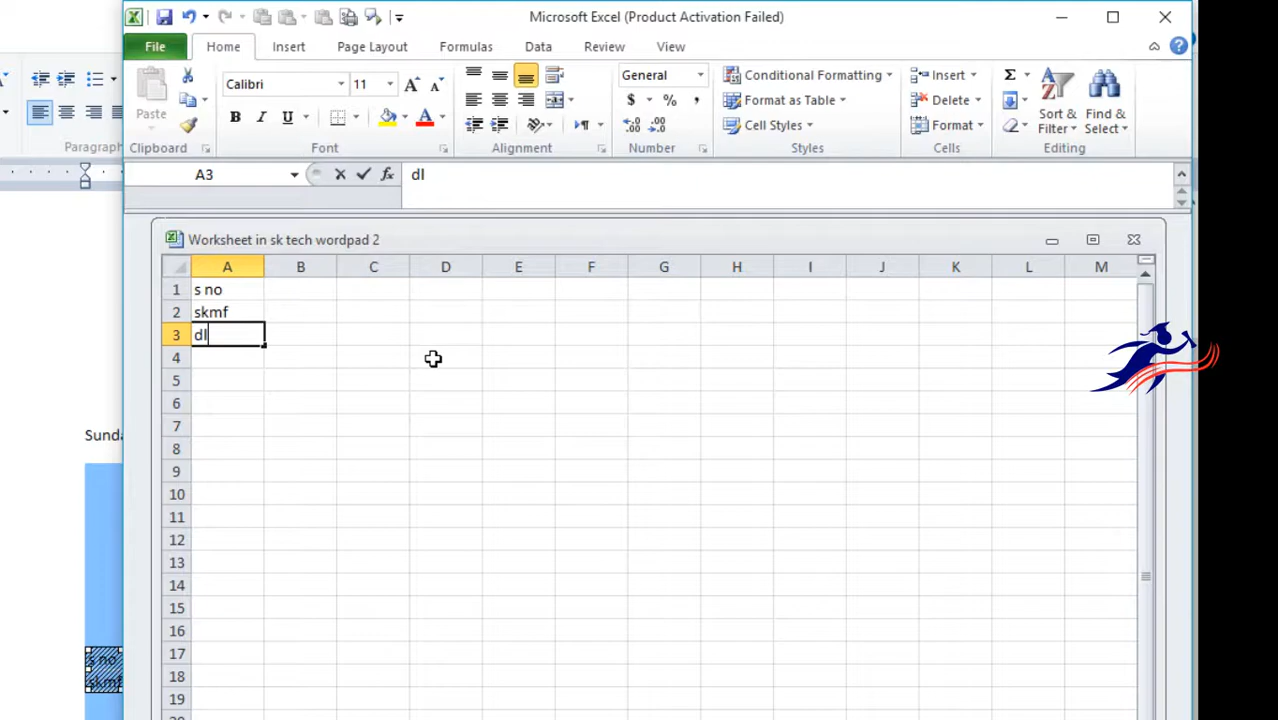 Microsoft Excel (Product Activation Failed)
File Home Insert Page Layout Formulas Data Review View
Paste
Clipboard
Calibri 11
B I U
Font
Alignment
General
$ % ,
Number
Conditional Formatting
Format as Table
Cell Styles
Styles
Insert
Delete
Format
Cells
Sort &
Filter
Find &
Select
Editing
Paragraph
A3 fx dl
Worksheet in sk tech wordpad 2
A B C D E F G H I J K L M
1 s no
2 skmf
3 dl
4
5
6
7
8
9
10
11
12
13
14
15
16
17
18
19
s no
skmf